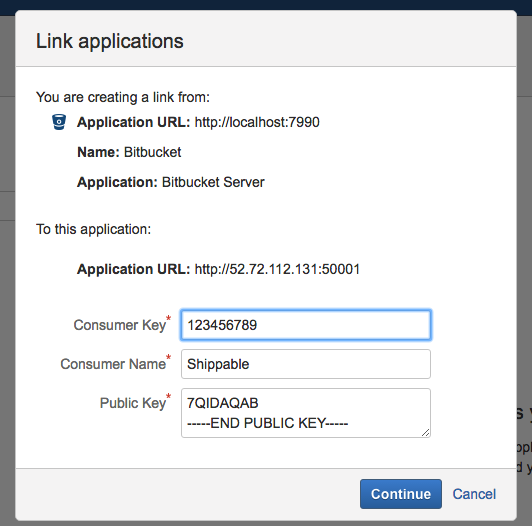 Link applications
You are creating a link from:
Application URL: http://localhost:7990
Name: Bitbucket
Application: Bitbucket Server
To this application:
Application URL: http://52.72.112.131:50001
Consumer Key* 123456789
Consumer Name* Shippable
Public Key* 7QIDAQAB
-----END PUBLIC KEY-----
Continue Cancel